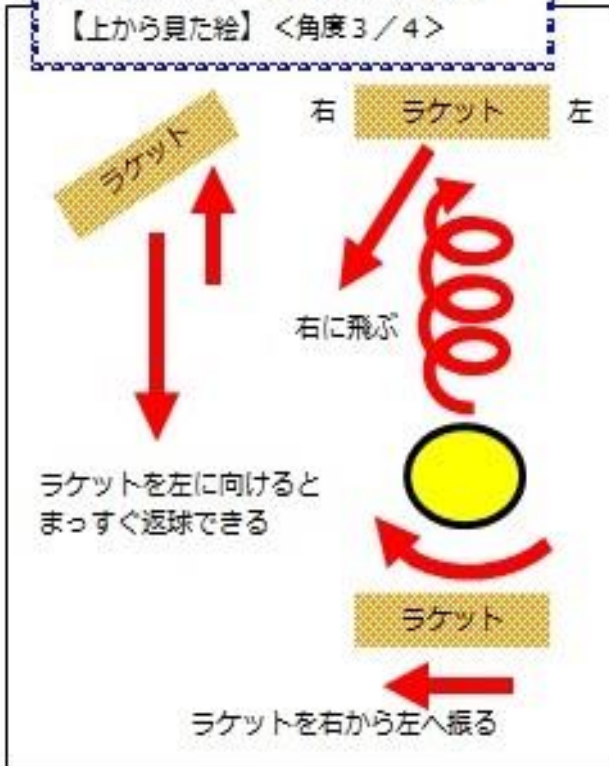 【上から見た絵】<角度3/4>
右
ラケット
左
ラケット
右に飛ぶ
ラケットを左に向けると
まっすぐ返球できる
ラケット
ラケットを右から左へ振る